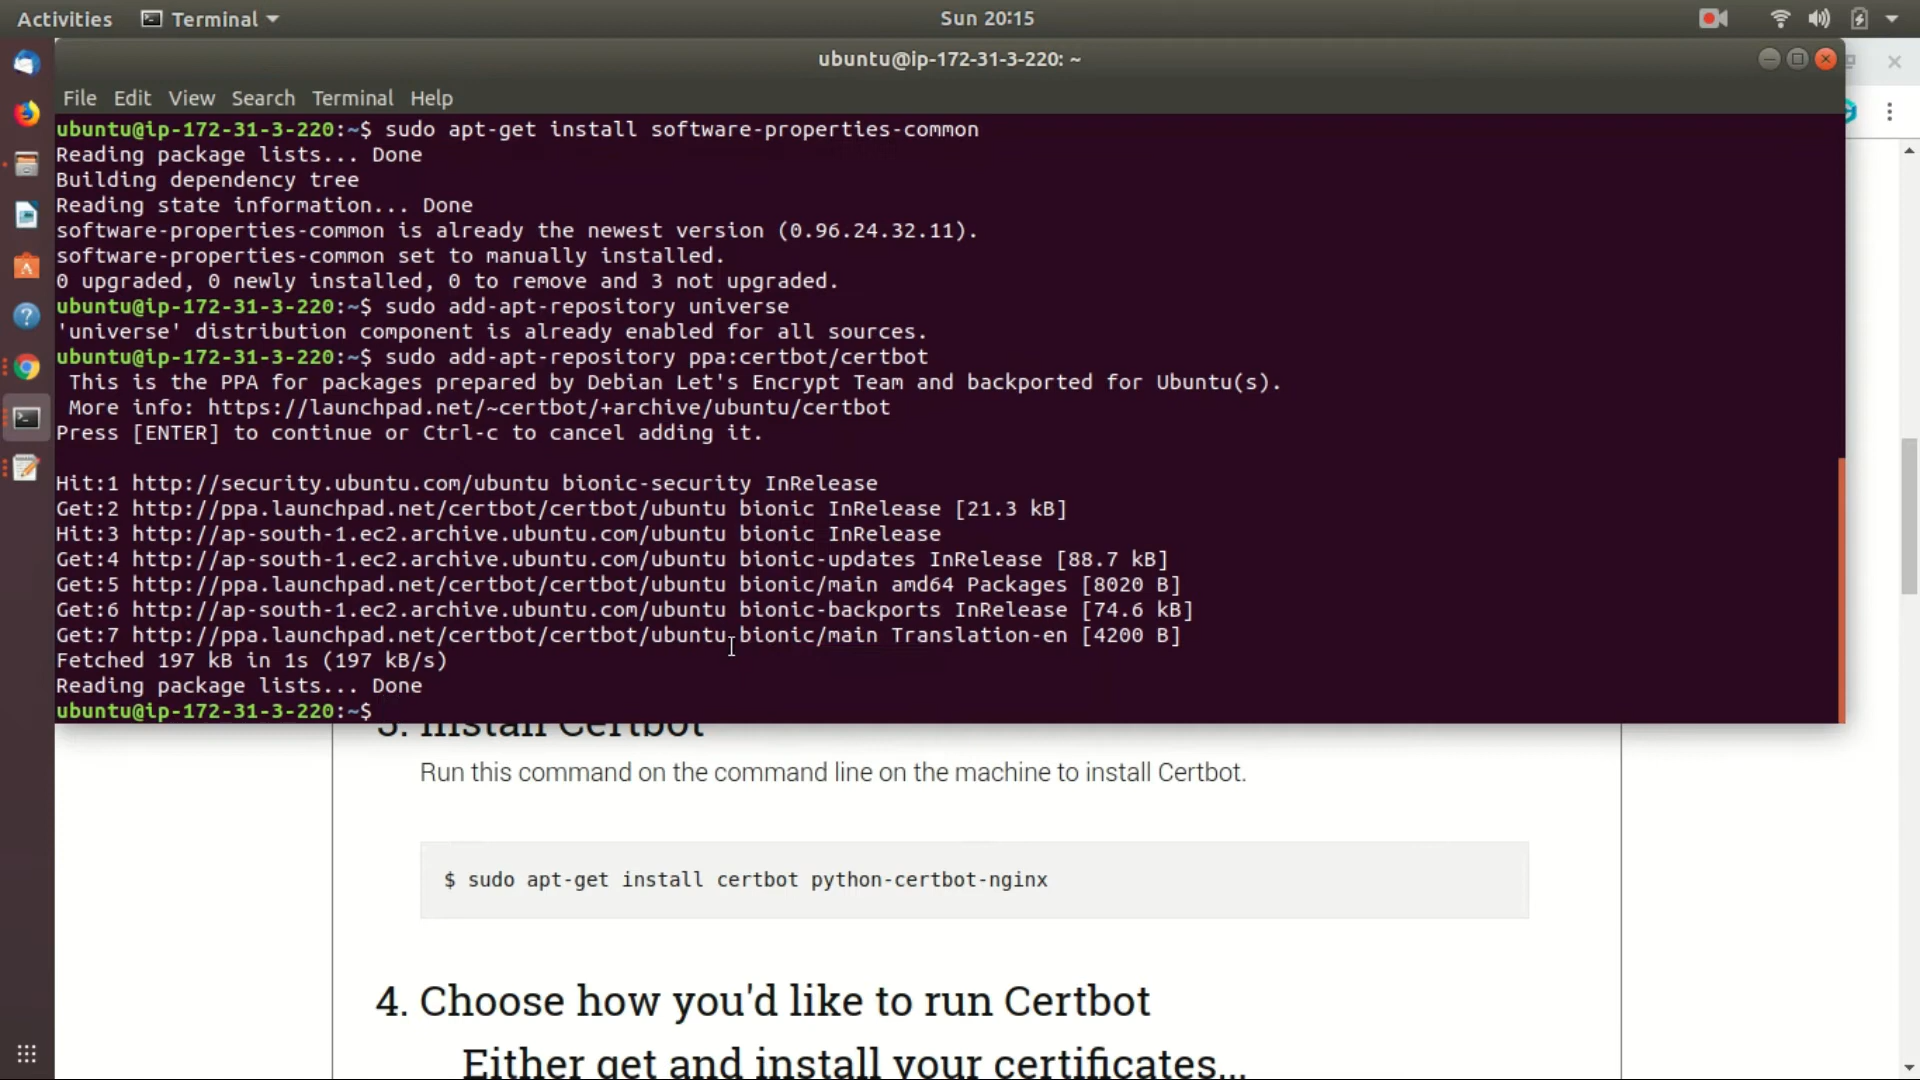 Activities
Terminal
Sun 20:15
ubuntu@ip-172-31-3-220: ~
File Edit View Search Terminal Help
ubuntu@ip-172-31-3-220:~$ sudo apt-get install software-properties-common
Reading package lists... Done
Building dependency tree
Reading state information... Done
software-properties-common is already the newest version (0.96.24.32.11).
software-properties-common set to manually installed.
0 upgraded, 0 newly installed, 0 to remove and 3 not upgraded.
ubuntu@ip-172-31-3-220:~$ sudo add-apt-repository universe
'universe' distribution component is already enabled for all sources.
ubuntu@ip-172-31-3-220:~$ sudo add-apt-repository ppa:certbot/certbot
This is the PPA for packages prepared by Debian Let's Encrypt Team and backported for Ubuntu(s).
More info: https://launchpad.net/~certbot/+archive/ubuntu/certbot
Press [ENTER] to continue or Ctrl-c to cancel adding it.
Hit:1 http://security.ubuntu.com/ubuntu bionic-security InRelease
Get:2 http://ppa.launchpad.net/certbot/certbot/ubuntu bionic InRelease [21.3 kB]
Hit:3 http://ap-south-1.ec2.archive.ubuntu.com/ubuntu bionic InRelease
Get:4 http://ap-south-1.ec2.archive.ubuntu.com/ubuntu bionic-updates InRelease [88.7 kB]
Get:5 http://ppa.launchpad.net/certbot/certbot/ubuntu bionic/main amd64 Packages [8020 B]
Get:6 http://ap-south-1.ec2.archive.ubuntu.com/ubuntu bionic-backports InRelease [74.6 kB]
Get:7 http://ppa.launchpad.net/certbot/certbot/ubuntu bionic/main Translation-en [4200 B]
Fetched 197 kB in 1s (197 kB/s)
Reading package lists... Done
ubuntu@ip-172-31-3-220:~$
3. Install Certbot
Run this command on the command line on the machine to install Certbot.
$ sudo apt-get install certbot python-certbot-nginx
4. Choose how you'd like to run Certbot
Either get and install your certificates...